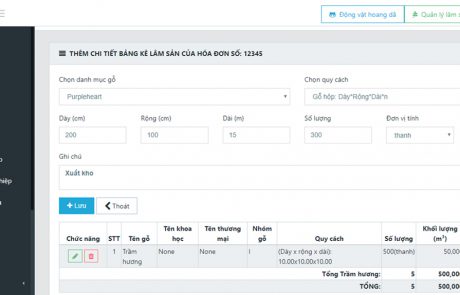 Động vật hoang dã
Quản lý lâm
THÊM CHI TIẾT BẢNG KÊ LÂM SẢN CỦA HÓA ĐƠN SỐ: 12345
Chọn danh mục gỗ
Chọn quy cách
Purpleheart
Gỗ hộp: Dày*Rộng*Dài*n
Dày (cm)
Rộng (cm)
Dài (m)
Số lượng
Đơn vị tính
200
100
15
300
thanh
Ghi chú
Xuất kho
Lưu
Thoát
Chức năng
STT
Tên gỗ
Tên khoa học
Tên thương mại
Nhóm gỗ
Quy cách
Số lượng
Khối lượng (m³)
1
Trầm hương
None
None
I
(Dày x rộng x dài): 10.00x10.00x10.00
500(thanh)
50.00
Tổng Trầm hương:
5
500,00
TỔNG:
5
500,00